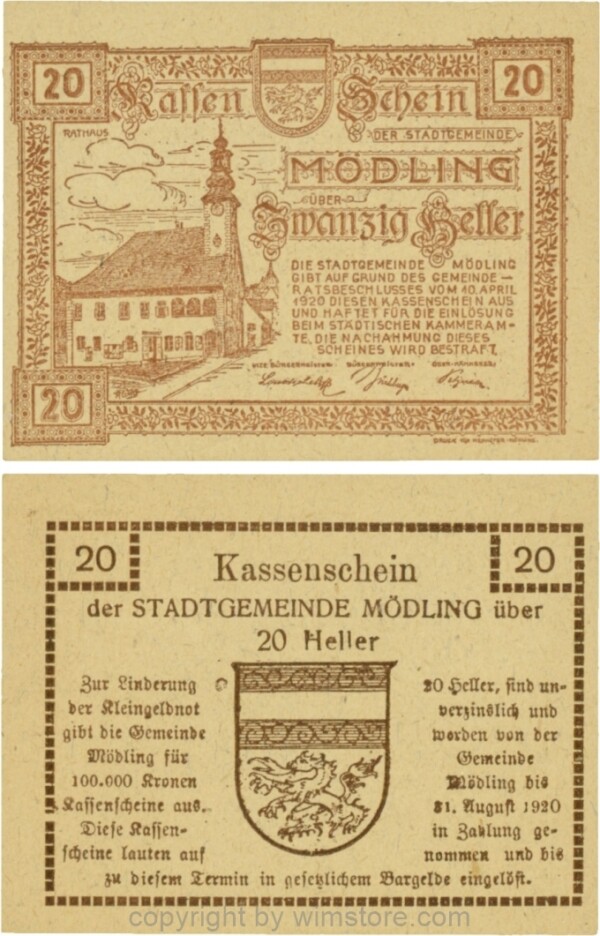 20
Kassen Schein
20
RATHAUS
DER STADTGEMEINDE
MÖDLING
ÜBER
Zwanzig Heller
DIE STADTGEMEINDE MÖDLING
GIBT AUF GRUND DES GEMEINDE—
RATSBESCHLUSSES VOM 10. APRIL
1920 DIESEN KASSENSCHEIN AUS
UND HAFTET FÜR DIE EINLÖSUNG
BEIM STÄDTISCHEN KAMMERAM-
TE, DIE NACHAHMUNG DIESES
SCHEINES WIRD BESTRAFT.
VIZE BÜRGERMEISTER: BÜRGERMEISTER:
20
20
Kassenschein
20
der STADTGEMEINDE MÖDLING über
20 Heller
Zur Linderung
der Kleingeldnot
gibt die Gemeinde
Mödling für
100.000 Kronen
Kassenscheine aus.
Diese Kassen-
scheine lauten auf
20 Heller, sind un-
verzinslich und
werden von der
Gemeinde
Mödling bis
31. August 1920
in Zahlung ge-
nommen und bis
zu diesem Termin in gesetzlichem Bargelde eingelöst.
copyright by wimstore.com